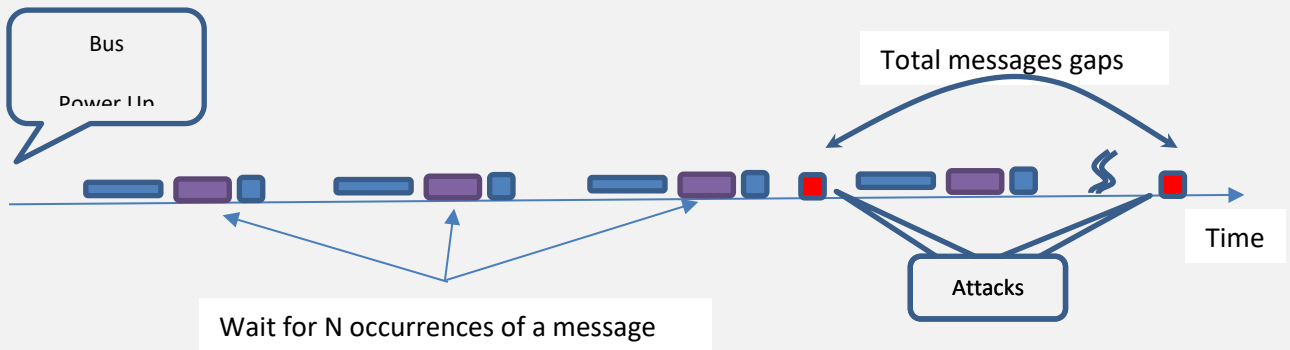 Bus
Power Up
Total messages gaps
Time
Attacks
Wait for N occurrences of a message